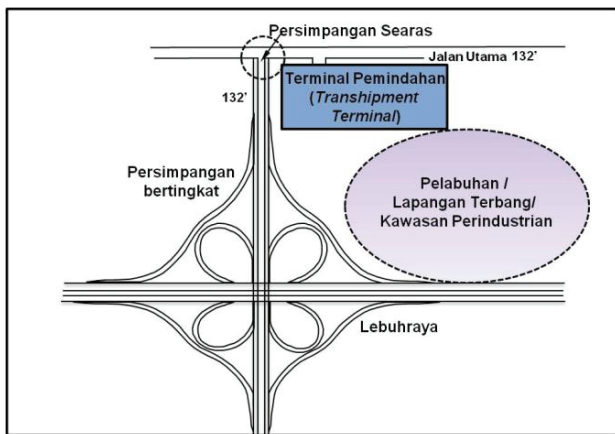 Persimpangan Searas
Jalan Utama 132’
Terminal Pemindahan
(Transhipment
Terminal)
132’
Persimpangan
bertingkat
Pelabuhan /
Lapangan Terbang/
Kawasan Perindustrian
Lebuhraya